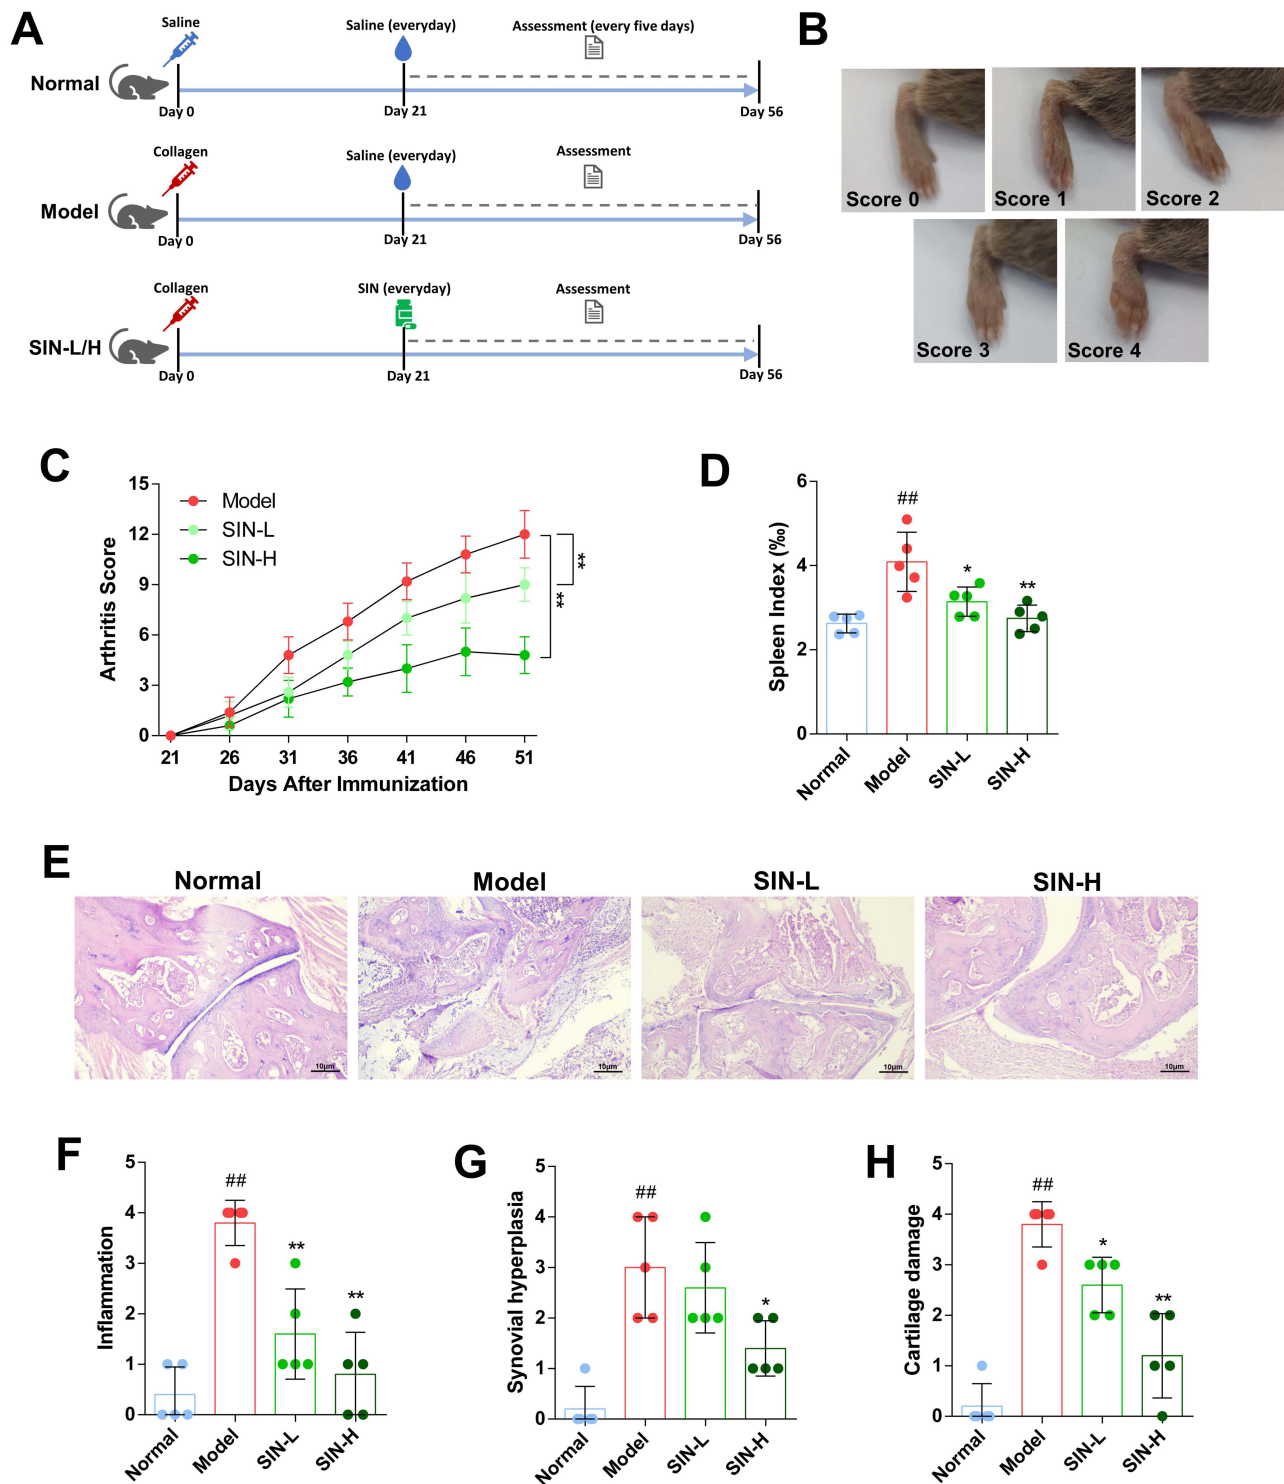 A
Saline
Saline (everyday)
Assessment (every five days)
Normal
Day 0
Day 21
Day 56
Collagen
Saline (everyday)
Assessment
Model
Day 0
Day 21
Day 56
Collagen
SIN (everyday)
Assessment
SIN-L/H
Day 0
Day 21
Day 56
B
Score 0
Score 1
Score 2
Score 3
Score 4
C
15
12
9
6
3
0
Arthritis Score
Model
SIN-L
SIN-H
**
**
21 26 31 36 41 46 51
Days After Immunization
D
6
4
2
0
Spleen Index (‰)
##
*
**
Normal
Model
SIN-L
SIN-H
E
Normal
Model
SIN-L
SIN-H
10μm
10μm
10μm
10μm
F
5
4
3
2
1
0
Inflammation
##
**
**
Normal
Model
SIN-L
SIN-H
G
5
4
3
2
1
0
Synovial hyperplasia
##
*
Normal
Model
SIN-L
SIN-H
H
5
4
3
2
1
0
Cartilage damage
##
*
**
Normal
Model
SIN-L
SIN-H